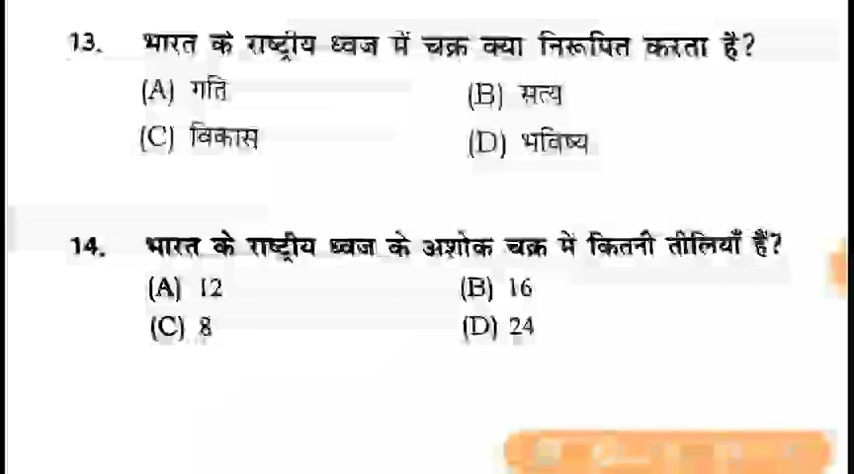 13. भारत के राष्ट्रीय ध्वज में चक्र क्या निरूपित करता है?
(A) गति (B) सत्य
(C) विकास (D) भविष्य
14. भारत के राष्ट्रीय ध्वज के अशोक चक्र में कितनी तीलियाँ हैं?
(A) 12 (B) 16
(C) 8 (D) 24